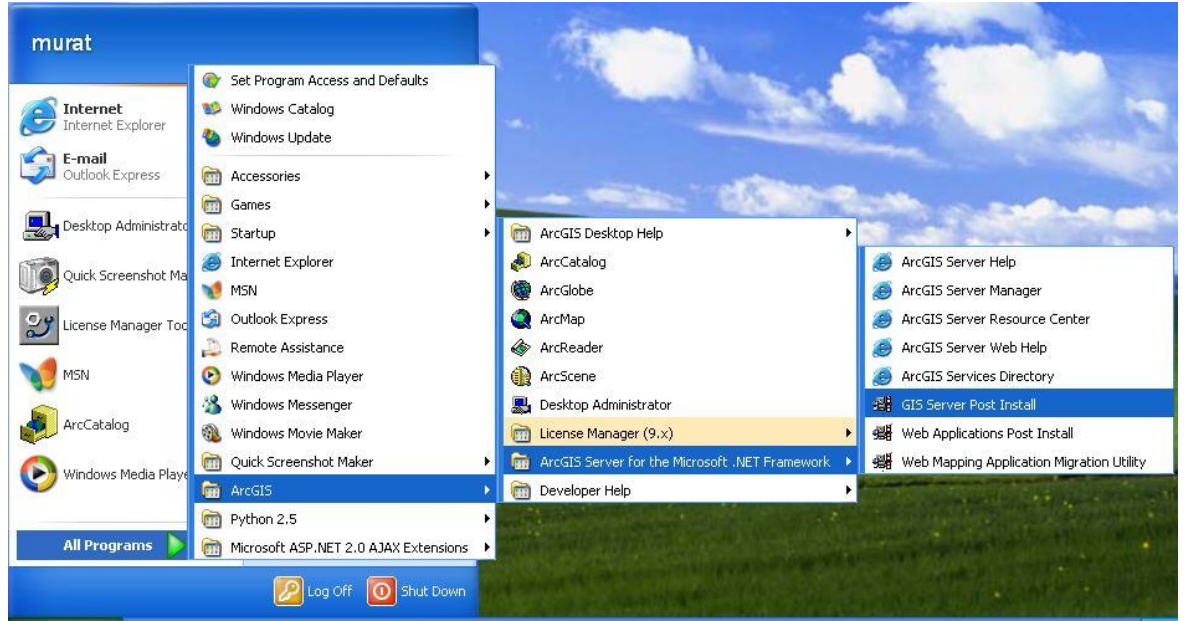 murat
Internet
Internet Explorer
E-mail
Outlook Express
Desktop Administrato
Quick Screenshot Ma
License Manager Too
MSN
ArcCatalog
Windows Media Playe
All Programs
Log Off
Shut Down
Set Program Access and Defaults
Windows Catalog
Windows Update
Accessories
Games
Startup
Internet Explorer
MSN
Outlook Express
Remote Assistance
Windows Media Player
Windows Messenger
Windows Movie Maker
Quick Screenshot Maker
ArcGIS
Python 2.5
Microsoft ASP.NET 2.0 AJAX Extensions
ArcGIS Desktop Help
ArcCatalog
ArcGlobe
ArcMap
ArcReader
ArcScene
Desktop Administrator
License Manager (9.x)
ArcGIS Server for the Microsoft .NET Framework
Developer Help
ArcGIS Server Help
ArcGIS Server Manager
ArcGIS Server Resource Center
ArcGIS Server Web Help
ArcGIS Services Directory
GIS Server Post Install
Web Applications Post Install
Web Mapping Application Migration Utility